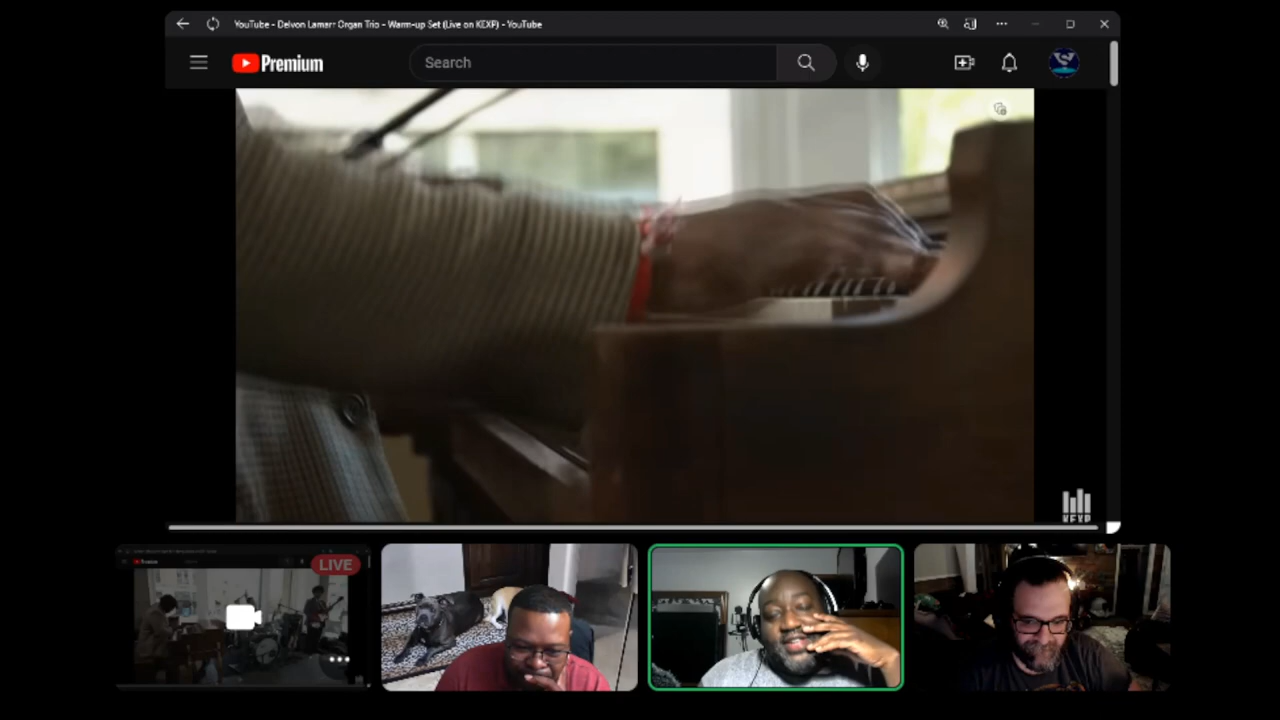 YouTube - Delvon Lamarr Organ Trio - Warm-up Set (Live on KEXP) - YouTube
Premium
Search
KEXP
LIVE